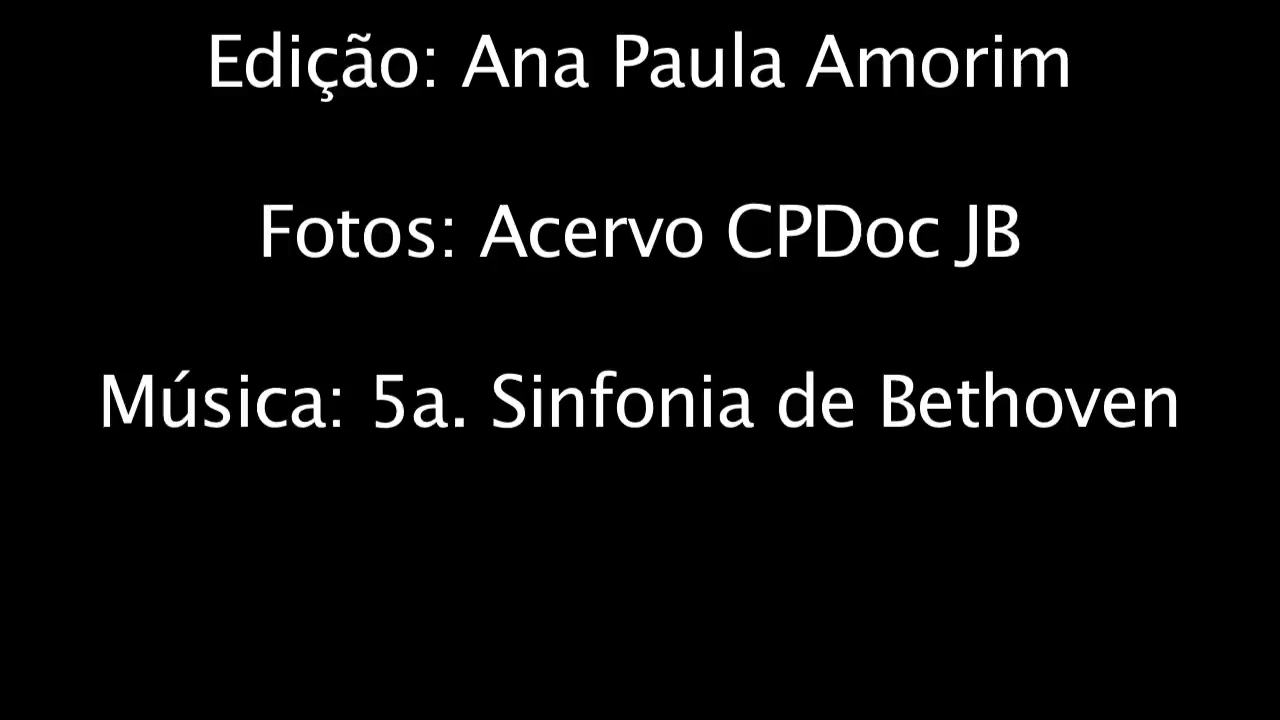 Edição: Ana Paula Amorim
Fotos: Acervo CPDoc JB
Música: 5a. Sinfonia de Bethoven